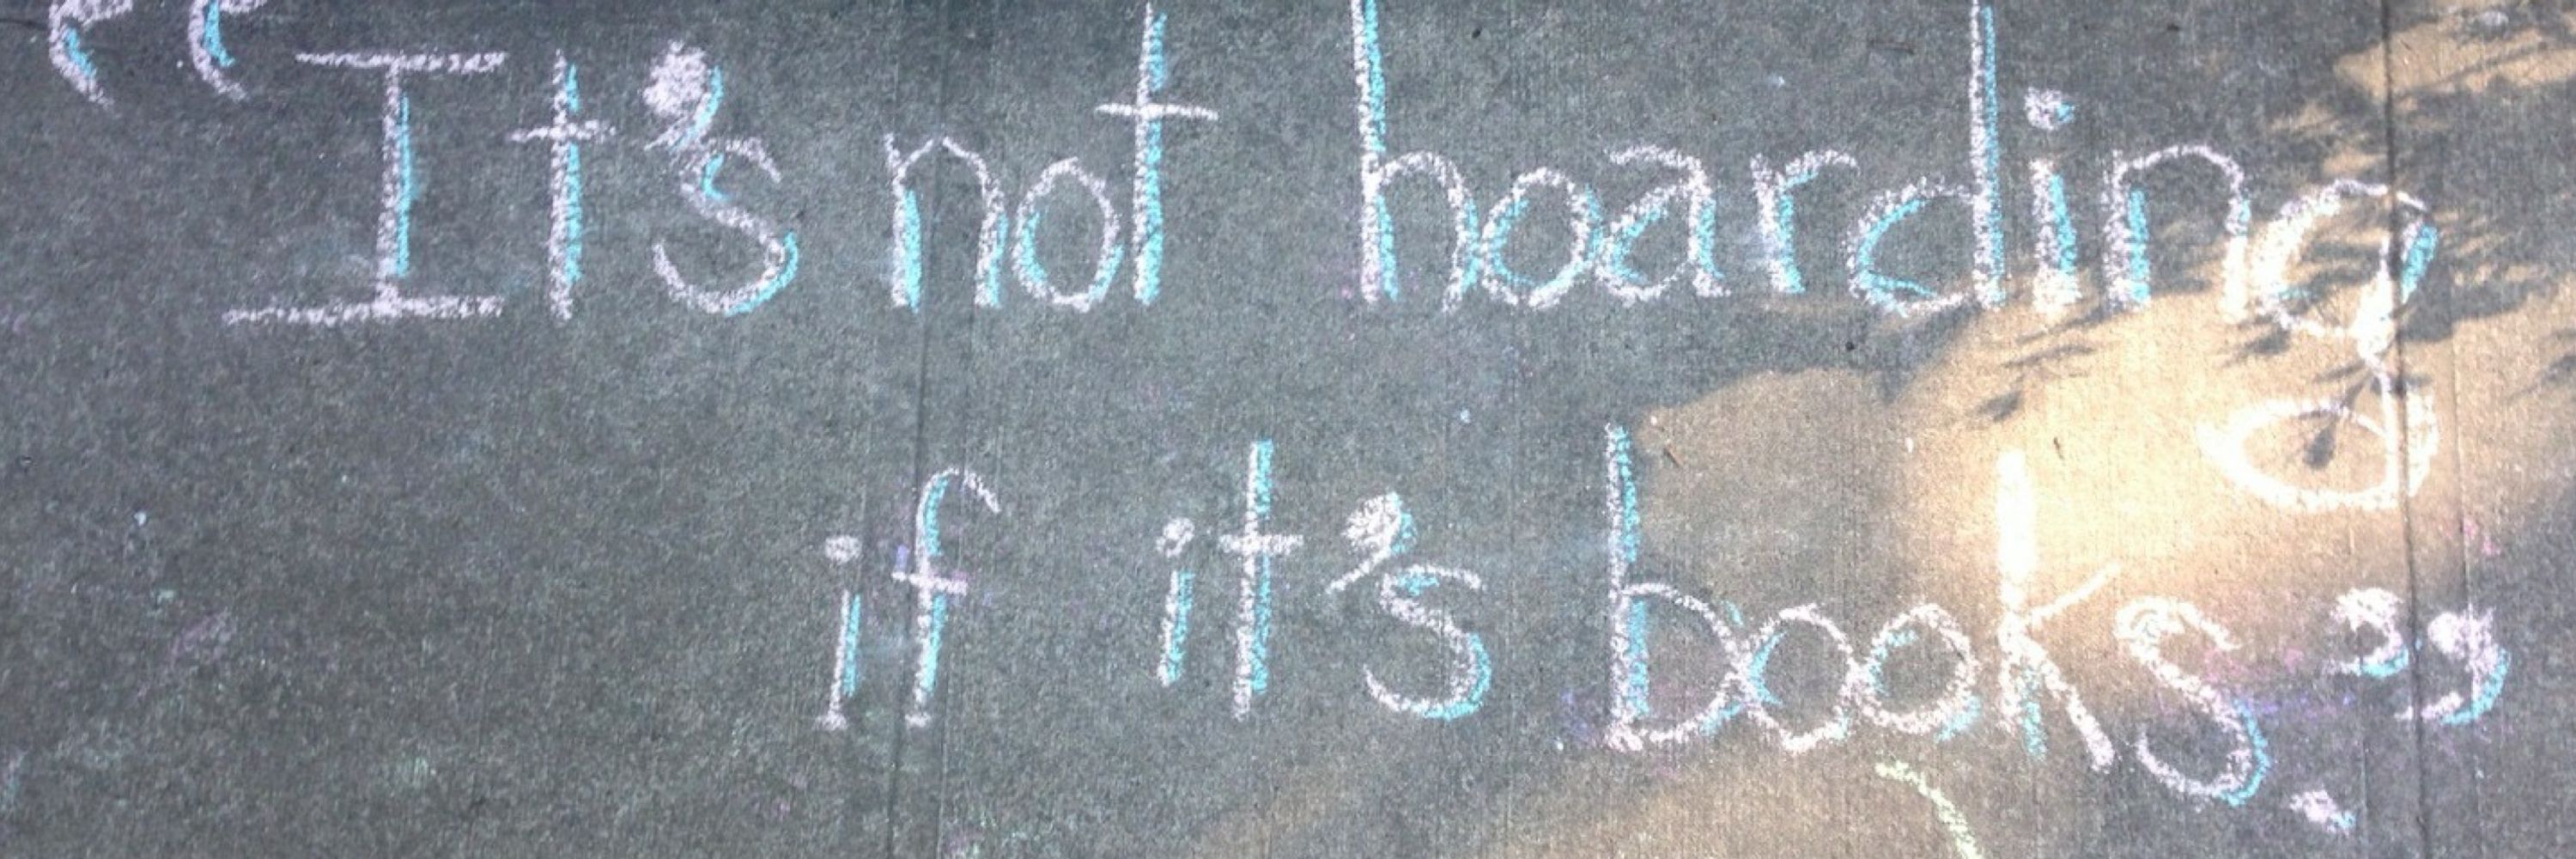 “It's not hoarding
if it's books.”